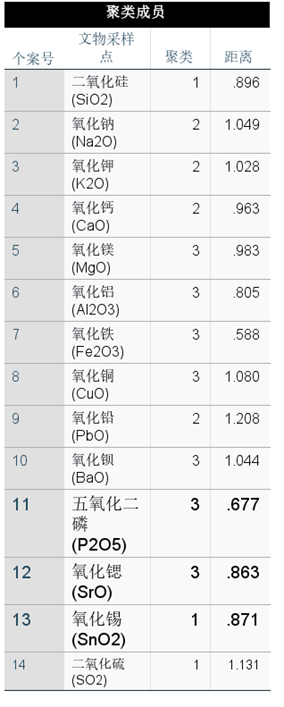 聚类成员
个案号 文物采样点 聚类 距离
1 二氧化硅 1 .896
(SiO2)
2 氧化钠 2 1.049
(Na2O)
3 氧化钾 2 1.028
(K2O)
4 氧化钙 2 .963
(CaO)
5 氧化镁 3 .983
(MgO)
6 氧化铝 3 .805
(Al2O3)
7 氧化铁 3 .588
(Fe2O3)
8 氧化铜 3 1.080
(CuO)
9 氧化铅 2 1.208
(PbO)
10 氧化钡 3 1.044
(BaO)
11 五氧化二 3 .677
磷
(P2O5)
12 氧化锶 3 .863
(SrO)
13 氧化锡 1 .871
(SnO2)
14 二氧化硫 1 1.131
(SO2)